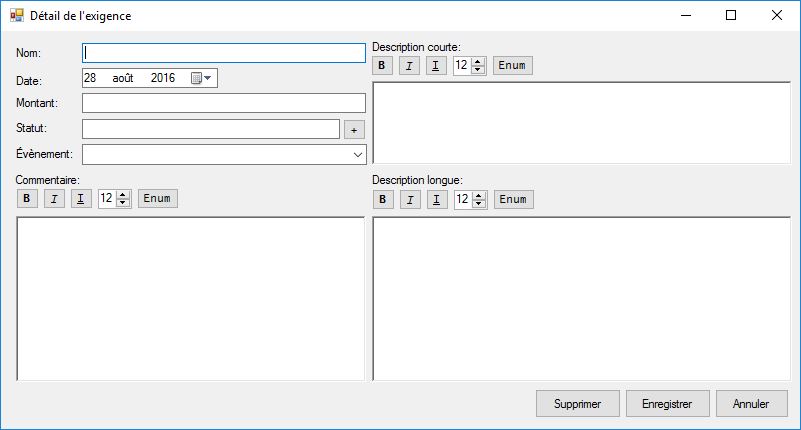 Détail de l'exigence
Nom:
Date: 28 août 2016
Montant:
Statut: +
Évènement:
Description courte:
B I I 12 Enum
Commentaire:
B I I 12 Enum
Description longue:
B I I 12 Enum
Supprimer Enregistrer Annuler